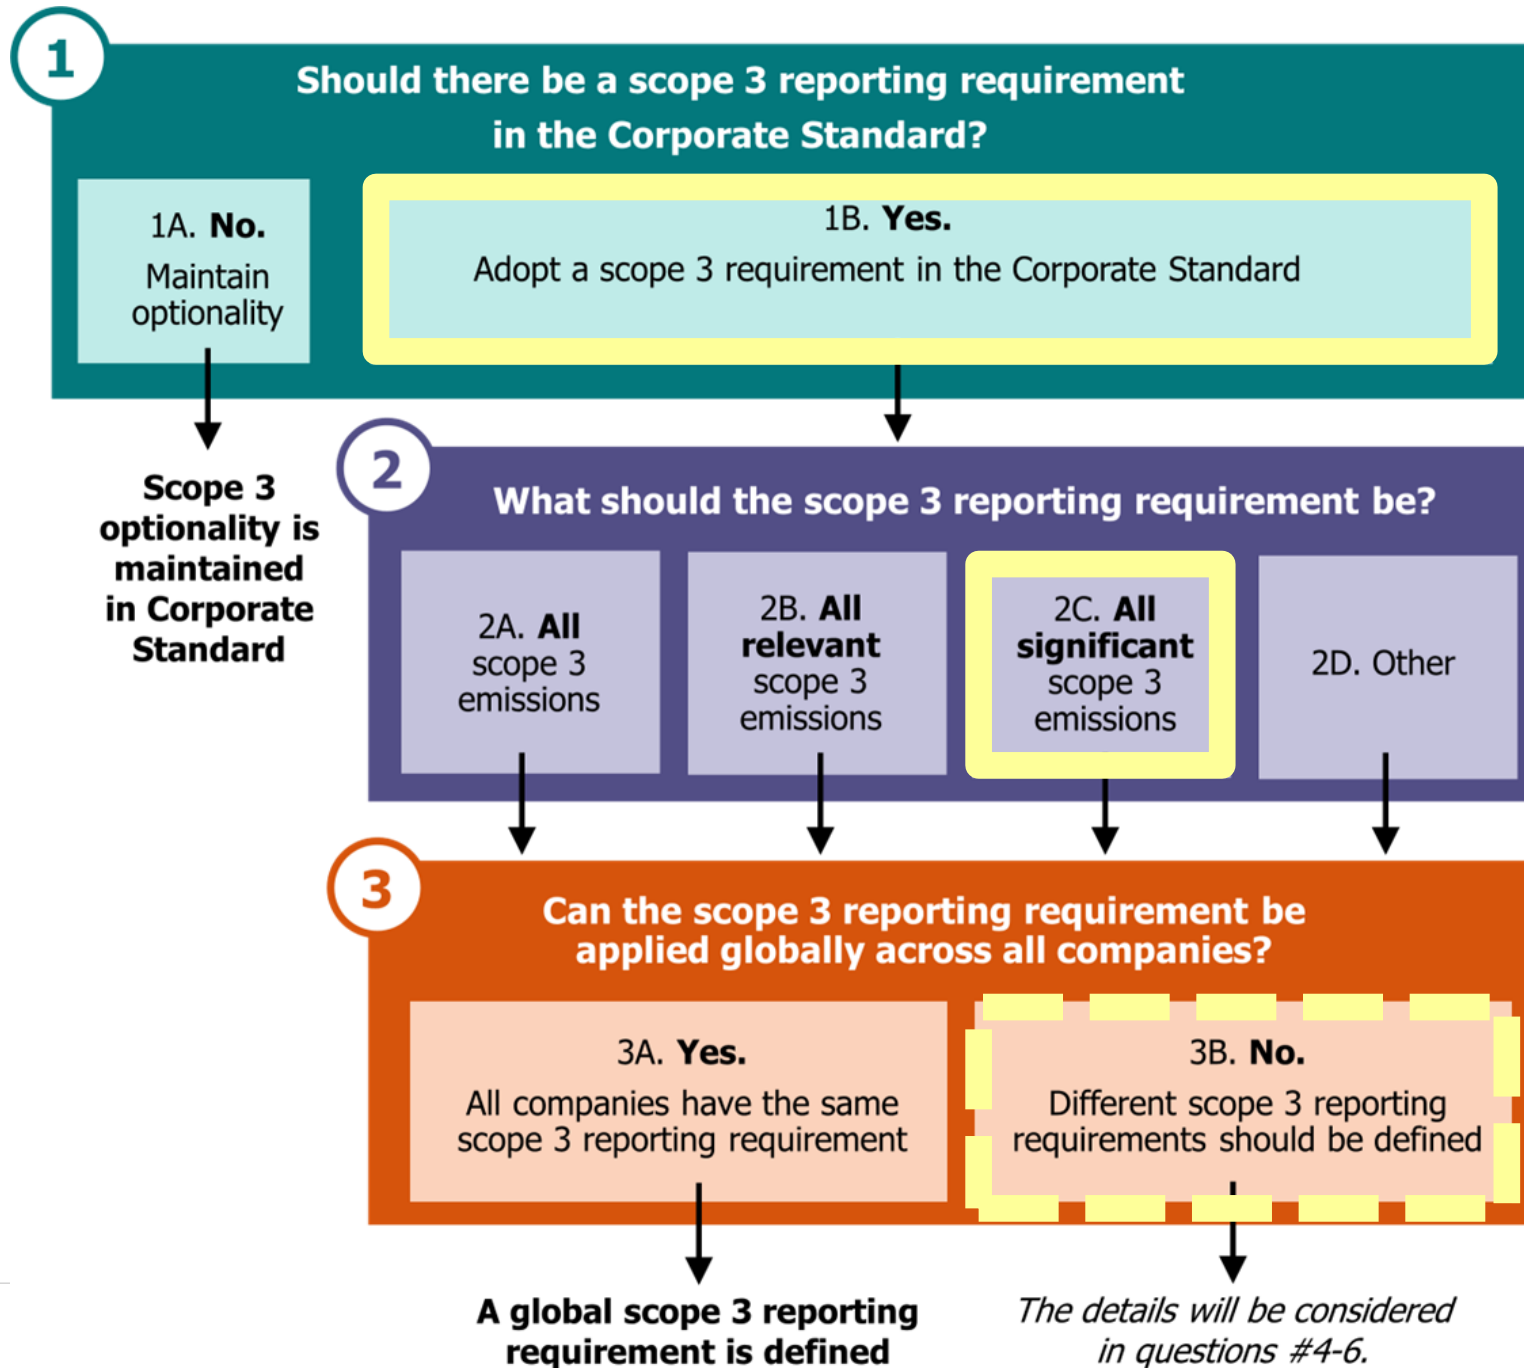 1
Should there be a scope 3 reporting requirement
in the Corporate Standard?
1A. No.
Maintain
optionality
1B. Yes.
Adopt a scope 3 requirement in the Corporate Standard
Scope 3
optionality is
maintained
in Corporate
Standard
2
What should the scope 3 reporting requirement be?
2A. All
scope 3
emissions
2B. All
relevant
scope 3
emissions
2C. All
significant
scope 3
emissions
2D. Other
3
Can the scope 3 reporting requirement be
applied globally across all companies?
3A. Yes.
All companies have the same
scope 3 reporting requirement
3B. No.
Different scope 3 reporting
requirements should be defined
A global scope 3 reporting
requirement is defined
The details will be considered
in questions #4-6.